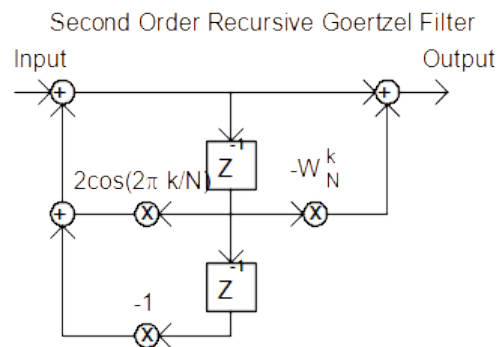 Second Order Recursive Goertzel Filter
Input Output
+ +
Z⁻¹
2cos(2π k/N) -W_N^k
+ X X
Z⁻¹
-1
X